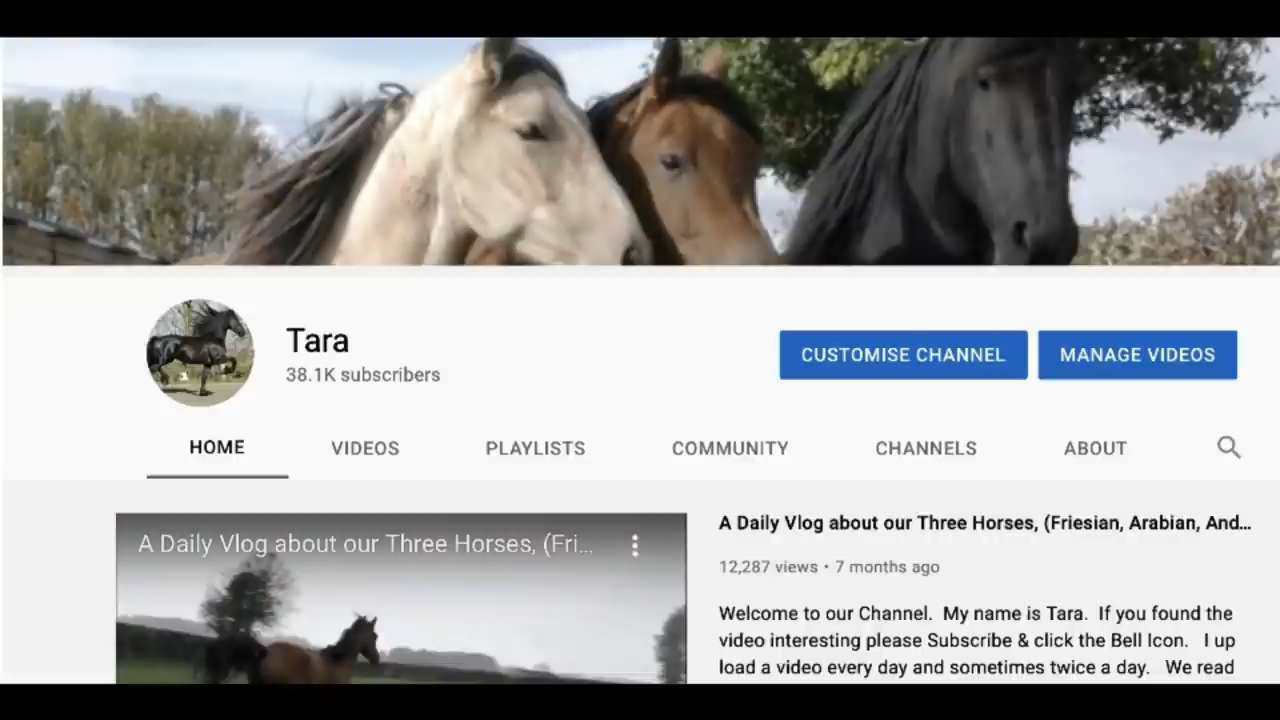 Tara
38.1K subscribers
CUSTOMISE CHANNEL
MANAGE VIDEOS
HOME
VIDEOS
PLAYLISTS
COMMUNITY
CHANNELS
ABOUT
A Daily Vlog about our Three Horses, (Fri...
A Daily Vlog about our Three Horses, (Friesian, Arabian, And...
12,287 views • 7 months ago
Welcome to our Channel. My name is Tara. If you found the
video interesting please Subscribe & click the Bell Icon. I up
load a video every day and sometimes twice a day. We read